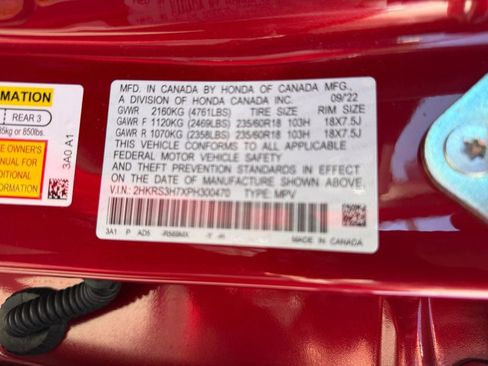 MFD. IN CANADA BY HONDA OF CANADA MFG.,
A DIVISION OF HONDA CANADA INC. 09/22
GVWR 2160KG (4761LBS) TIRE SIZE RIM SIZE
GAWR F 1120KG (2469LBS) 235/60R18 103H 18X7.5J
GAWR R 1070KG (2358LBS) 235/60R18 103H 18X7.5J
THIS VEHICLE CONFORMS TO ALL APPLICABLE
FEDERAL MOTOR VEHICLE SAFETY
AND THEFT PREVENTION STANDARDS IN EFFECT
ON THE DATE OF MANUFACTURE SHOWN ABOVE.
V.I.N.: 2HKRS3H7XPH300470 TYPE: MPV
3A1 P AD5
MADE IN CANADA
RMATION
REAR 3
85kg or 850lbs.
E OWNER'S
ANUAL FOR
DDITIONAL
ORMATION
3A0 A1